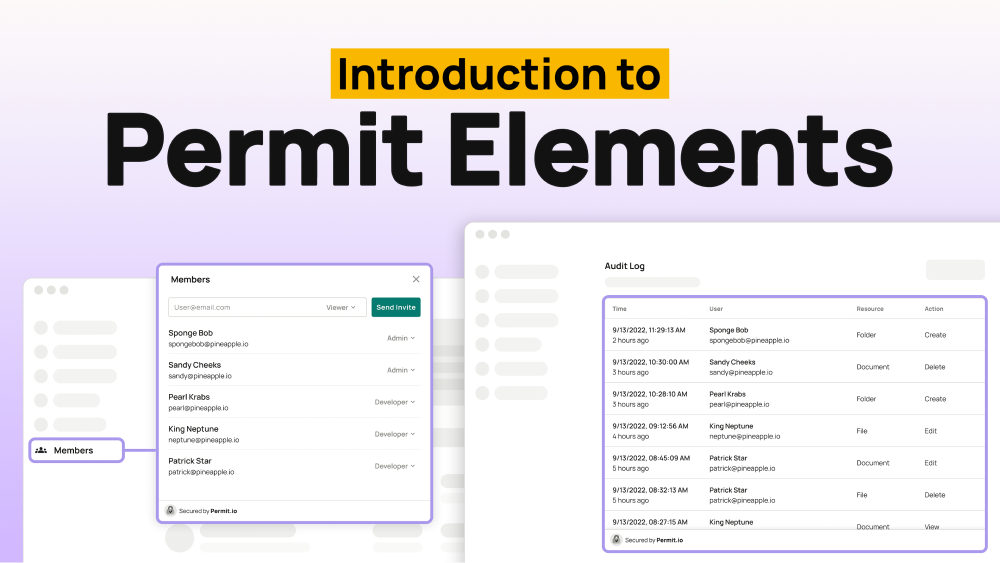 Introduction to
Permit Elements
Members
User@email.com Viewer Send Invite
Sponge Bob
spongebob@pineapple.io
Admin
Sandy Cheeks
sandy@pineapple.io
Admin
Pearl Krabs
pearl@pineapple.io
Developer
King Neptune
neptune@pineapple.io
Developer
Patrick Star
patrick@pineapple.io
Developer
Secured by Permit.io
Members
Audit Log
Time User Resource Action
9/13/2022, 11:29:13 AM Sponge Bob
2 hours ago spongebob@pineapple.io
Folder Create
9/13/2022, 10:30:00 AM Sandy Cheeks
3 hours ago sandy@pineapple.io
Document Delete
9/13/2022, 10:28:10 AM Pearl Krabs
3 hours ago pearl@pineapple.io
Folder Create
9/13/2022, 09:12:56 AM King Neptune
4 hours ago neptune@pineapple.io
File Edit
9/13/2022, 08:45:09 AM Patrick Star
5 hours ago patrick@pineapple.io
Document Edit
9/13/2022, 08:32:13 AM Patrick Star
5 hours ago patrick@pineapple.io
File Delete
9/13/2022, 08:27:15 AM King Neptune
Document View
Secured by Permit.io